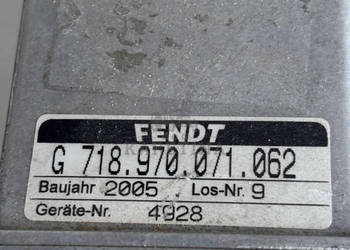 FENDT
G 718.970.071.062
Baujahr 2005 Los-Nr. 9
Geräte-Nr. 4928